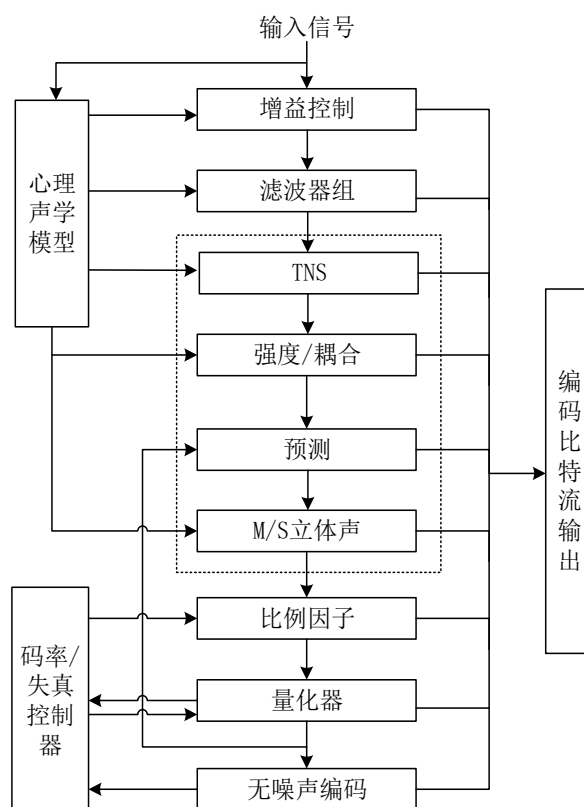 输入信号
增益控制
心理
声学
模型
滤波器组
TNS
强度/耦合
预测
M/S立体声
编
码
比
特
流
输
出
比例因子
码率/
失真
控制
器
量化器
无噪声编码